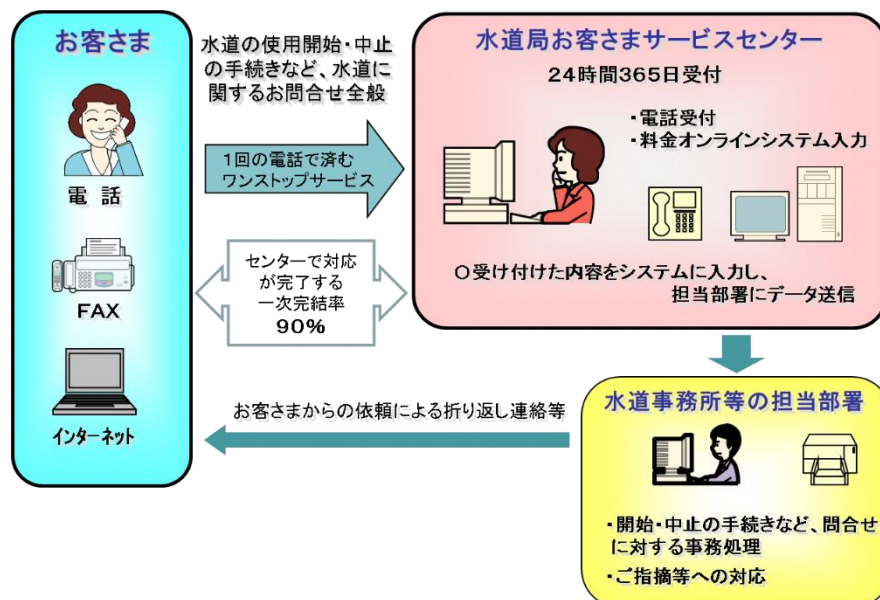 お客さま
電 話
FAX
インターネット
水道の使用開始・中止
の手続きなど、水道に
関するお問合せ全般
1回の電話で済む
ワンストップサービス
センターで対応
が完了する
一次完結率
90%
水道局お客さまサービスセンター
24時間365日受付
・電話受付
・料金オンラインシステム入力
○受け付けた内容をシステムに入力し、
担当部署にデータ送信
お客さまからの依頼による折り返し連絡等
水道事務所等の担当部署
・開始・中止の手続きなど、問合せ
に対する事務処理
・ご指摘等への対応